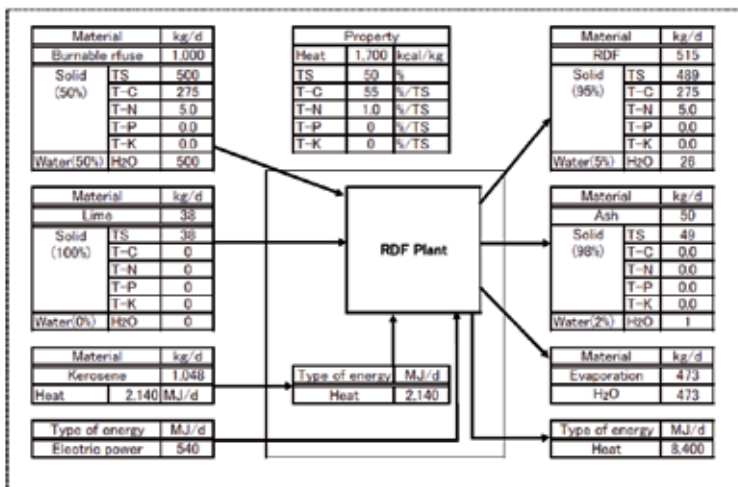 Material kg/d
Burnable rfuse 1.000
Solid (50%) TS 500
T-C 275
T-N 5.0
T-P 0.0
T-K 0.0
Water(50%) H2O 500
Property
Heat 1,700 kcal/kg
TS 50 %
T-C 55 %/TS
T-N 1.0 %/TS
T-P 0 %/TS
T-K 0 %/TS
Material kg/d
RDF 515
Solid (95%) TS 489
T-C 275
T-N 5.0
T-P 0.0
T-K 0.0
Water(5%) H2O 26
Material kg/d
Lime 38
Solid (100%) TS 38
T-C 0
T-N 0
T-P 0
T-K 0
Water(0%) H2O 0
RDF Plant
Material kg/d
Ash 50
Solid (98%) TS 49
T-C 0.0
T-N 0.0
T-P 0.0
T-K 0.0
Water(2%) H2O 1
Material kg/d
Kerosene 1.048
Heat 2.140 MJ/d
Type of energy MJ/d
Heat 2,140
Material kg/d
Evaporation 473
H2O 473
Type of energy MJ/d
Electric power 540
Type of energy MJ/d
Heat 8,400